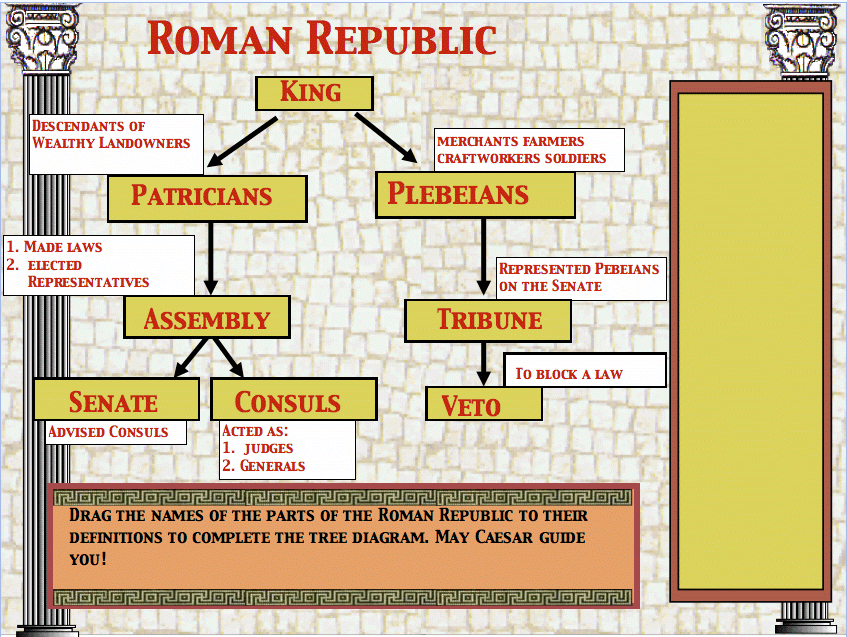 Roman Republic
King
Descendants of
Wealthy Landowners
merchants farmers
craftworkers soldiers
Patricians
Plebeians
1. Made laws
2. elected
Representatives
Represented Pebeians
on the Senate
Assembly
Tribune
To block a law
Senate
Consuls
Veto
Advised Consuls
Acted as:
1. judges
2. Generals
Drag the names of the parts of the Roman Republic to their
definitions to complete the tree diagram. May Caesar guide
you!